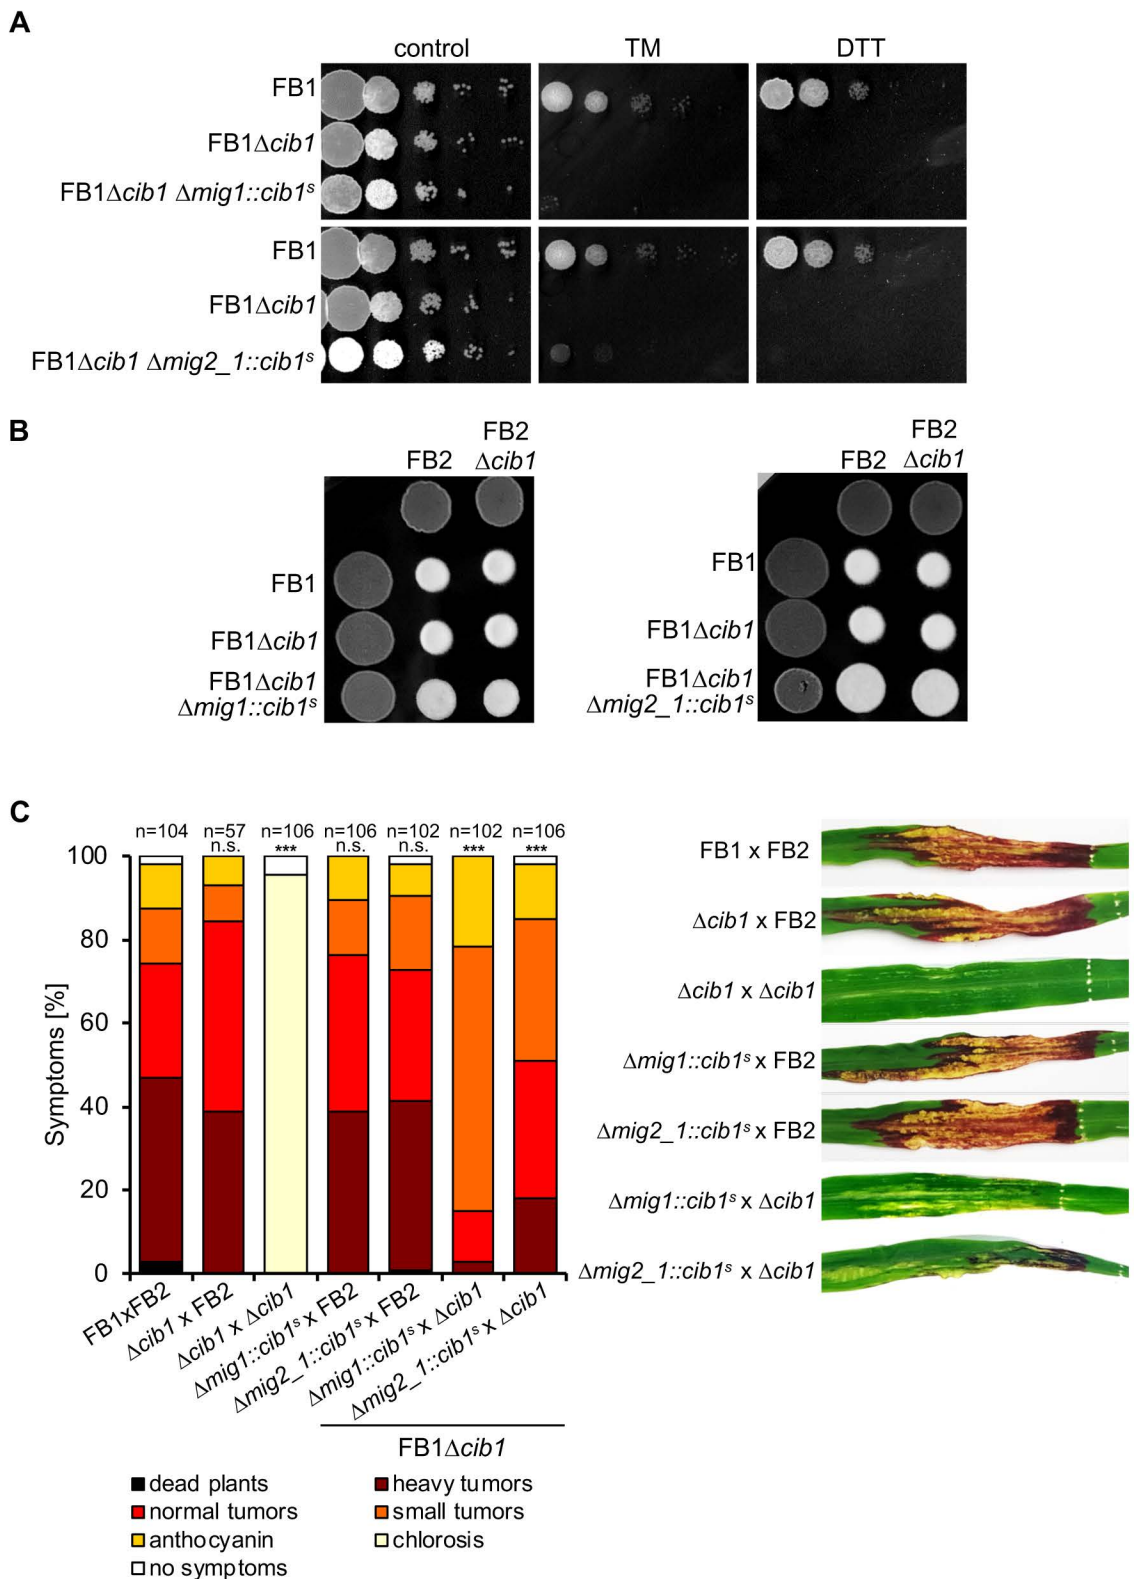 A
control TM DTT
FB1
FB1Δcib1
FB1Δcib1 Δmig1::cib1ˢ
FB1
FB1Δcib1
FB1Δcib1 Δmig2_1::cib1ˢ
B
FB2 FB2
Δcib1
FB1
FB1Δcib1
FB1Δcib1
Δmig1::cib1ˢ
FB2 FB2
Δcib1
FB1
FB1Δcib1
FB1Δcib1
Δmig2_1::cib1ˢ
C
n=104 n=57 n=106 n=106 n=102 n=102 n=106
n.s. *** n.s. n.s. *** ***
100
80
60
40
20
0
Symptoms [%]
FB1xFB2
Δcib1 x FB2
Δcib1 x Δcib1
Δmig1::cib1ˢ x FB2
Δmig2_1::cib1ˢ x FB2
Δmig1::cib1ˢ x Δcib1
Δmig2_1::cib1ˢ x Δcib1
FB1Δcib1
dead plants heavy tumors
normal tumors small tumors
anthocyanin chlorosis
no symptoms
FB1 x FB2
Δcib1 x FB2
Δcib1 x Δcib1
Δmig1::cib1ˢ x FB2
Δmig2_1::cib1ˢ x FB2
Δmig1::cib1ˢ x Δcib1
Δmig2_1::cib1ˢ x Δcib1